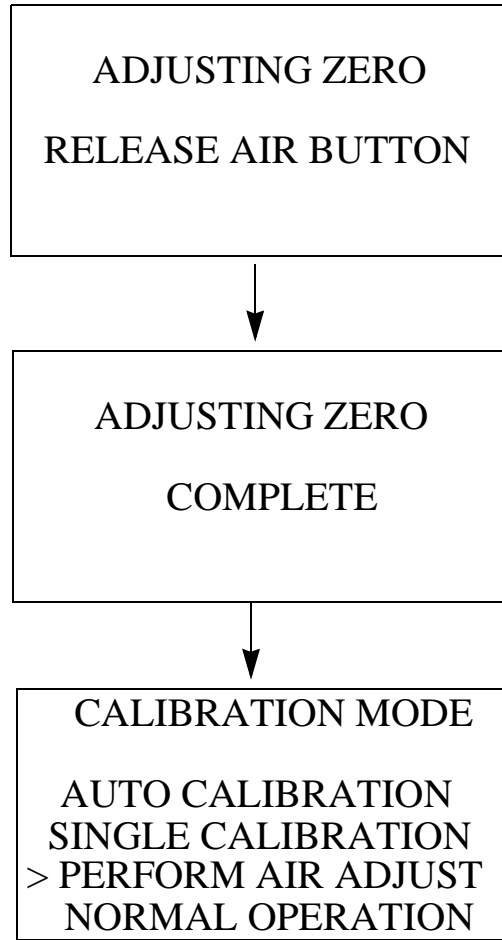 ADJUSTING ZERO
RELEASE AIR BUTTON
ADJUSTING ZERO
COMPLETE
CALIBRATION MODE
AUTO CALIBRATION
SINGLE CALIBRATION
> PERFORM AIR ADJUST
NORMAL OPERATION